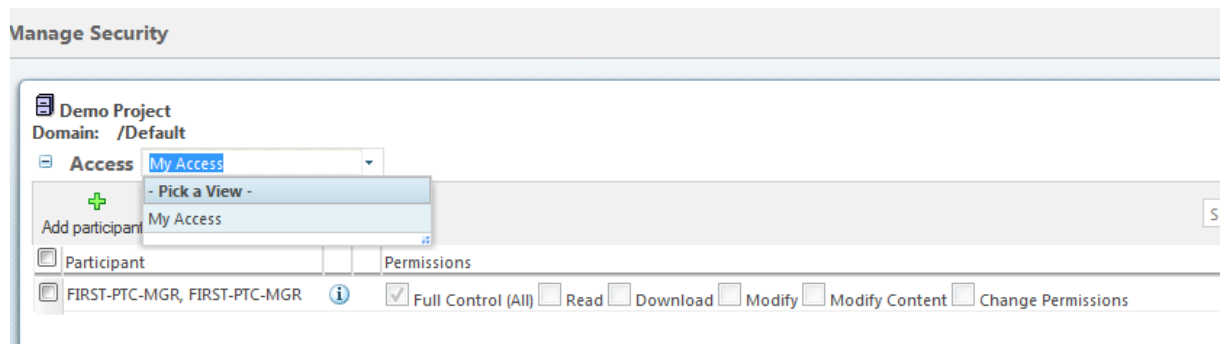 Manage Security
Demo Project
Domain: /Default
Access My Access
- Pick a View -
My Access
Add participant
S
Participant Permissions
FIRST-PTC-MGR, FIRST-PTC-MGR Full Control (All) Read Download Modify Modify Content Change Permissions